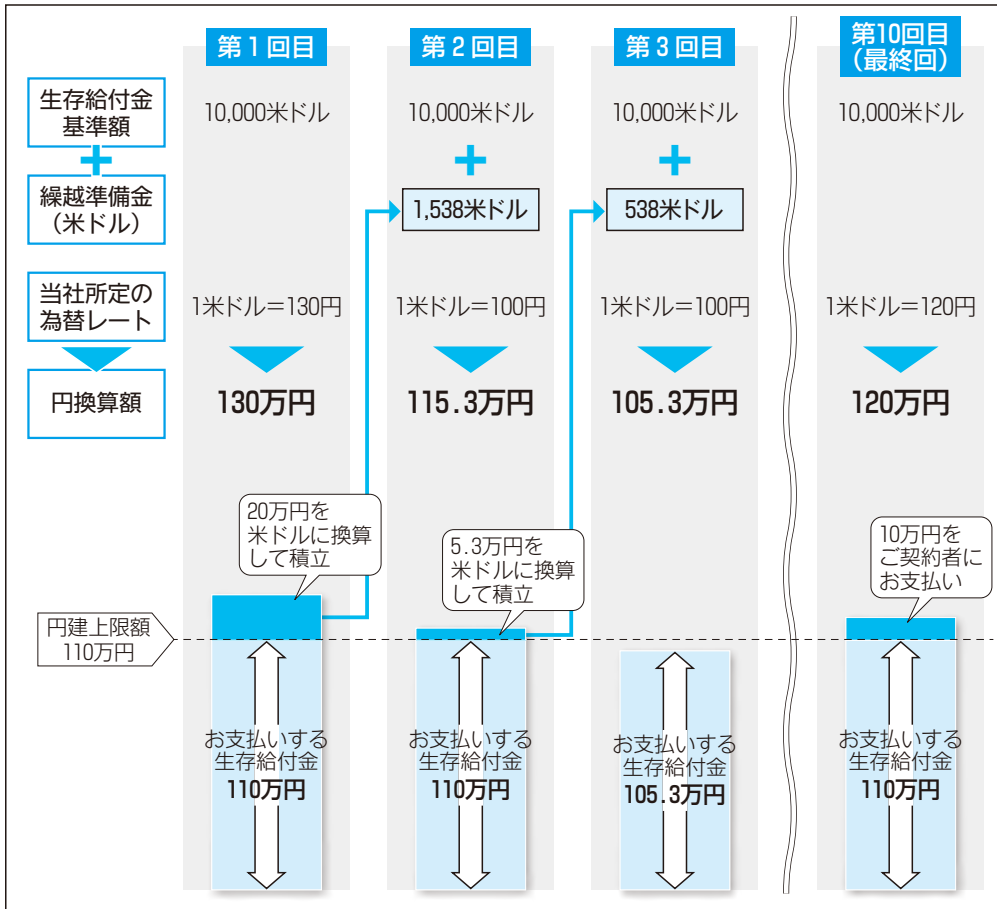 第1回目
第2回目
第3回目
第10回目
（最終回）
生存給付金
基準額
10,000米ドル
10,000米ドル
10,000米ドル
10,000米ドル
繰越準備金
（米ドル）
1,538米ドル
538米ドル
当社所定の
為替レート
1米ドル＝130円
1米ドル＝100円
1米ドル＝100円
1米ドル＝120円
円換算額
130万円
115.3万円
105.3万円
120万円
20万円を
米ドルに換算
して積立
5.3万円を
米ドルに換算
して積立
10万円を
ご契約者に
お支払い
円建上限額
110万円
お支払いする
生存給付金
110万円
お支払いする
生存給付金
110万円
お支払いする
生存給付金
105.3万円
お支払いする
生存給付金
110万円